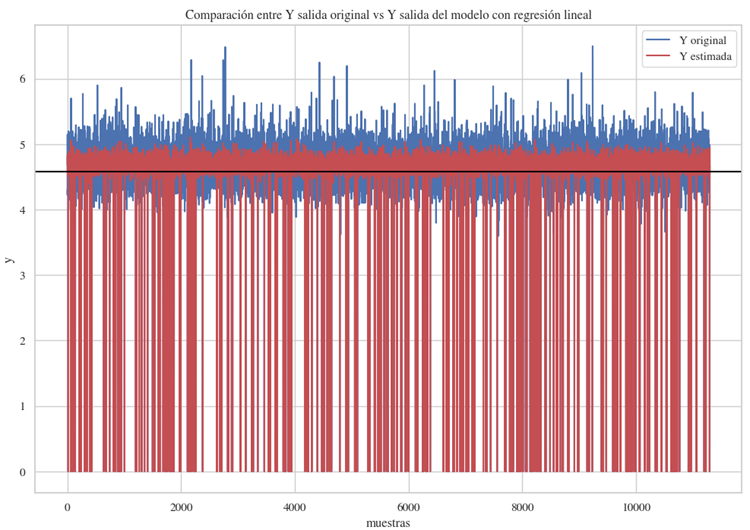 Comparación entre Y salida original vs Y salida del modelo con regresión lineal
Y original
Y estimada
y
6
5
4
3
2
1
0
0
2000
4000
6000
8000
10000
muestras